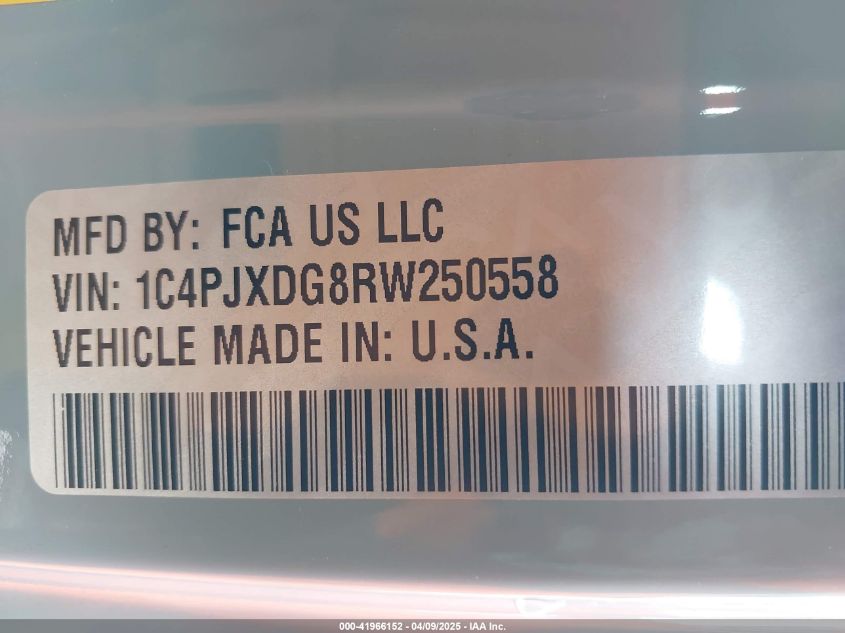 MFD BY: FCA US LLC
VIN: 1C4PJXDG8RW250558
VEHICLE MADE IN: U.S.A.
000-41966152 - 04/09/2025 - IAA Inc.